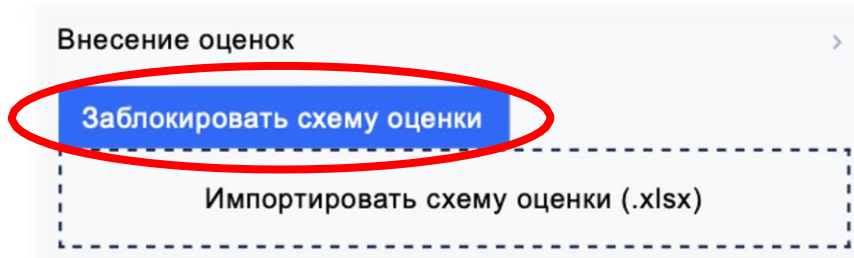 Внесение оценок
Заблокировать схему оценки
Импортировать схему оценки (.xlsx)